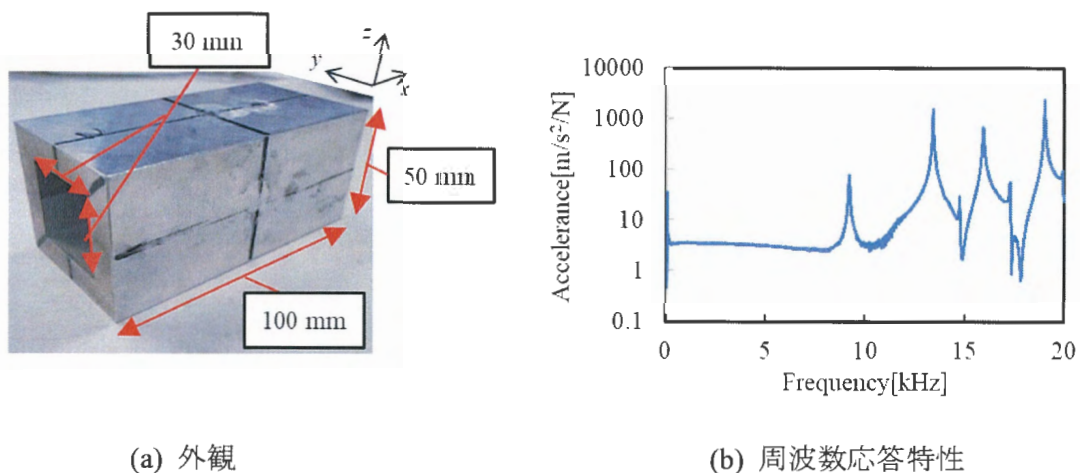 30 mm
z
y
x
50 mm
100 mm
(a) 外観
10000
1000
100
10
1
0.1
Accelerance[m/s²/N]
0
5
10
15
20
Frequency[kHz]
(b) 周波数応答特性